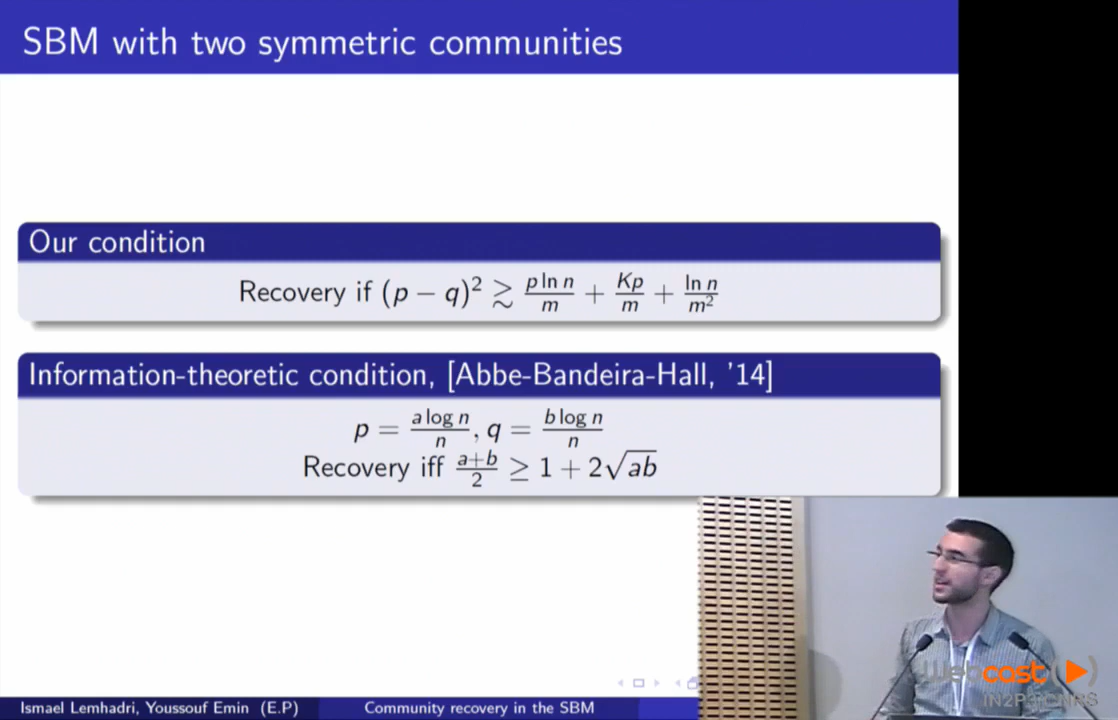 SBM with two symmetric communities
Our condition
Recovery if (p − q)² ≳ p ln n / m + Kp / m + ln n / m²
Information-theoretic condition, [Abbe-Bandeira-Hall, '14]
p = a log n / n, q = b log n / n
Recovery iff a+b / 2 ≥ 1 + 2√ab
webcast
IN2P3 CNRS
Ismael Lemhadri, Youssouf Emin (E.P)
Community recovery in the SBM